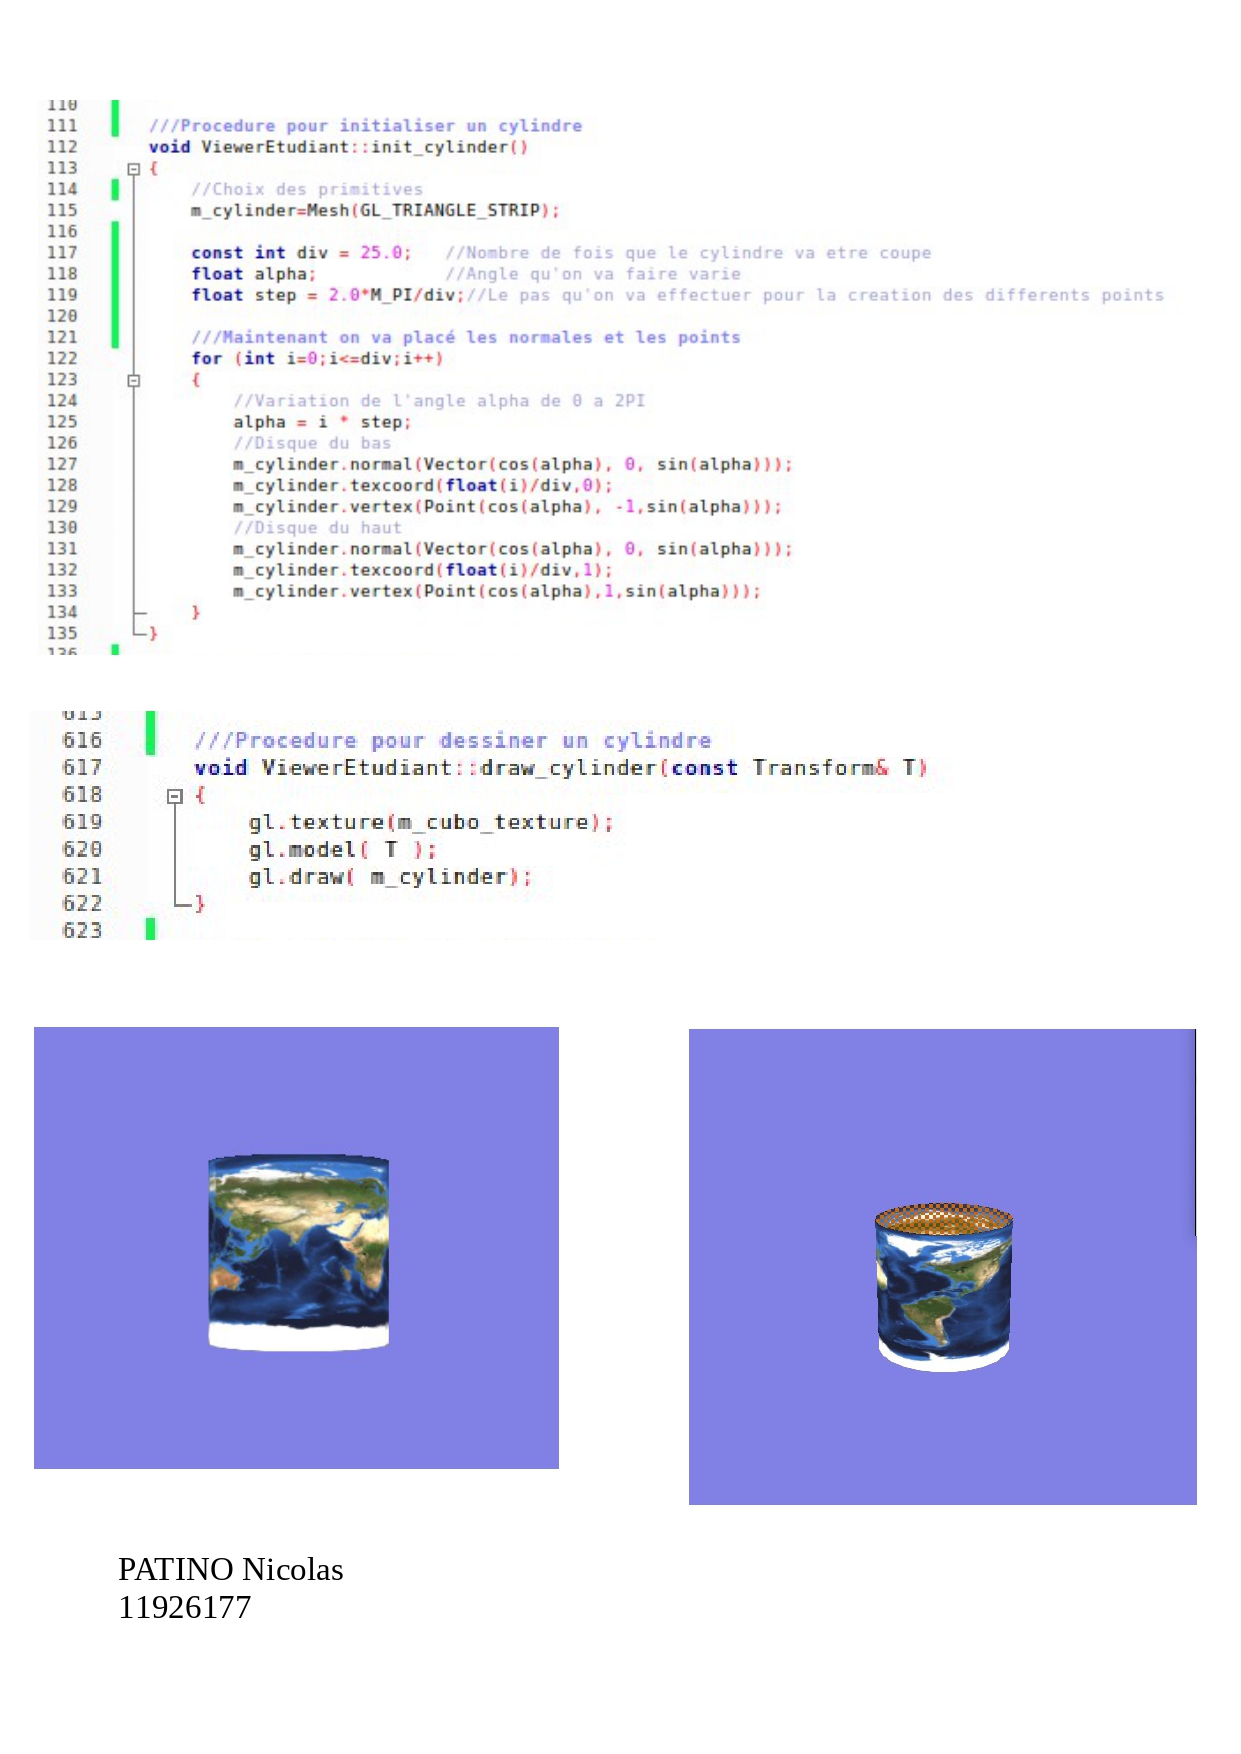 110
111 ///Procedure pour initialiser un cylindre
112 void ViewerEtudiant::init_cylinder()
113 {
114 //Choix des primitives
115 m_cylinder=Mesh(GL_TRIANGLE_STRIP);
116
117 const int div = 25.0; //Nombre de fois que le cylindre va etre coupe
118 float alpha; //Angle qu'on va faire varie
119 float step = 2.0*M_PI/div;//Le pas qu'on va effectuer pour la creation des differents points
120
121 ///Maintenant on va placé les normales et les points
122 for (int i=0;i<=div;i++)
123 {
124 //Variation de l'angle alpha de 0 a 2PI
125 alpha = i * step;
126 //Disque du bas
127 m_cylinder.normal(Vector(cos(alpha), 0, sin(alpha)));
128 m_cylinder.texcoord(float(i)/div,0);
129 m_cylinder.vertex(Point(cos(alpha), -1,sin(alpha)));
130 //Disque du haut
131 m_cylinder.normal(Vector(cos(alpha), 0, sin(alpha)));
132 m_cylinder.texcoord(float(i)/div,1);
133 m_cylinder.vertex(Point(cos(alpha),1,sin(alpha)));
134 }
135 }
136
615
616 ///Procedure pour dessiner un cylindre
617 void ViewerEtudiant::draw_cylinder(const Transform& T)
618 {
619 gl.texture(m_cubo_texture);
620 gl.model( T );
621 gl.draw( m_cylinder);
622 }
623
PATINO Nicolas
11926177